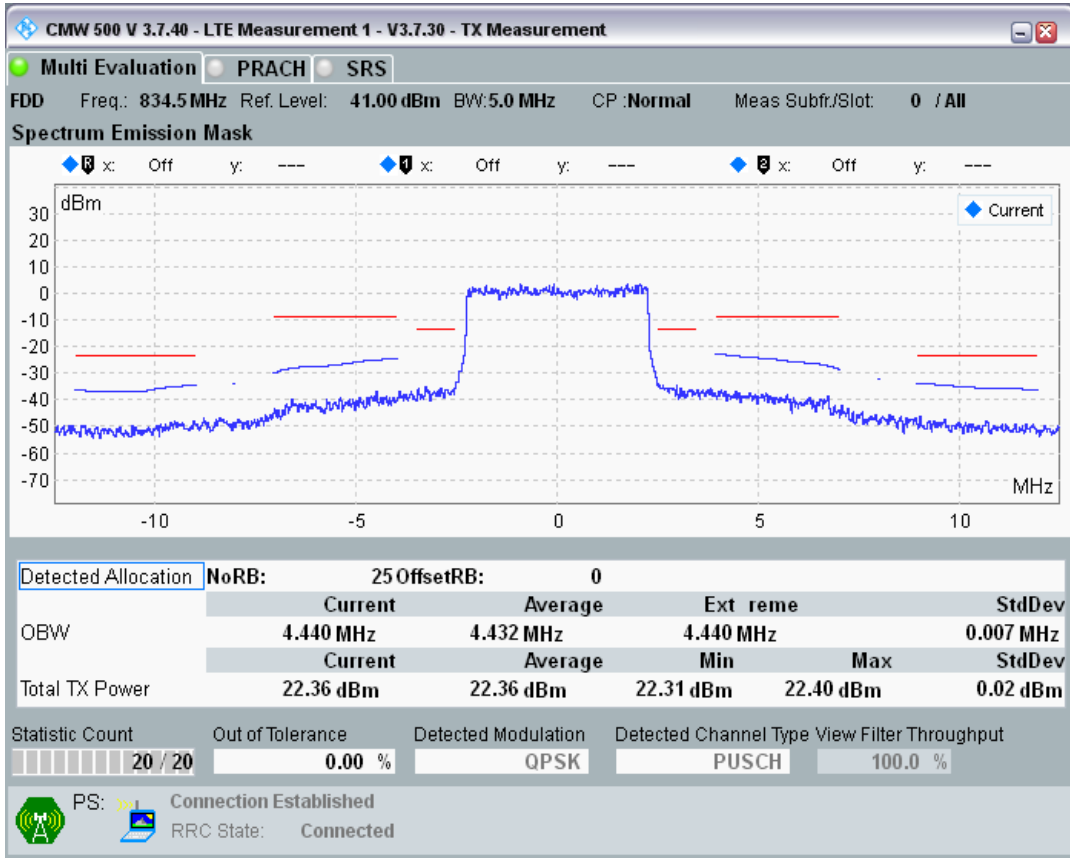 CMW 500 V 3.7.40 - LTE Measurement 1 - V3.7.30 - TX Measurement
Multi Evaluation PRACH SRS
FDD Freq.: 834.5 MHz Ref. Level: 41.00 dBm BW: 5.0 MHz CP : Normal Meas Subfr./Slot: 0 / All
Spectrum Emission Mask
R x: Off y: --- 1 x: Off y: --- 2 x: Off y: ---
dBm
Current
30
20
10
0
-10
-20
-30
-40
-50
-60
-70
MHz
-10 -5 0 5 10
Detected Allocation NoRB: 25 OffsetRB: 0
Current Average Ext reme StdDev
OBW 4.440 MHz 4.432 MHz 4.440 MHz 0.007 MHz
Current Average Min Max StdDev
Total TX Power 22.36 dBm 22.36 dBm 22.31 dBm 22.40 dBm 0.02 dBm
Statistic Count Out of Tolerance Detected Modulation Detected Channel Type View Filter Throughput
20 / 20 0.00 % QPSK PUSCH 100.0 %
PS: Connection Established
RRC State: Connected